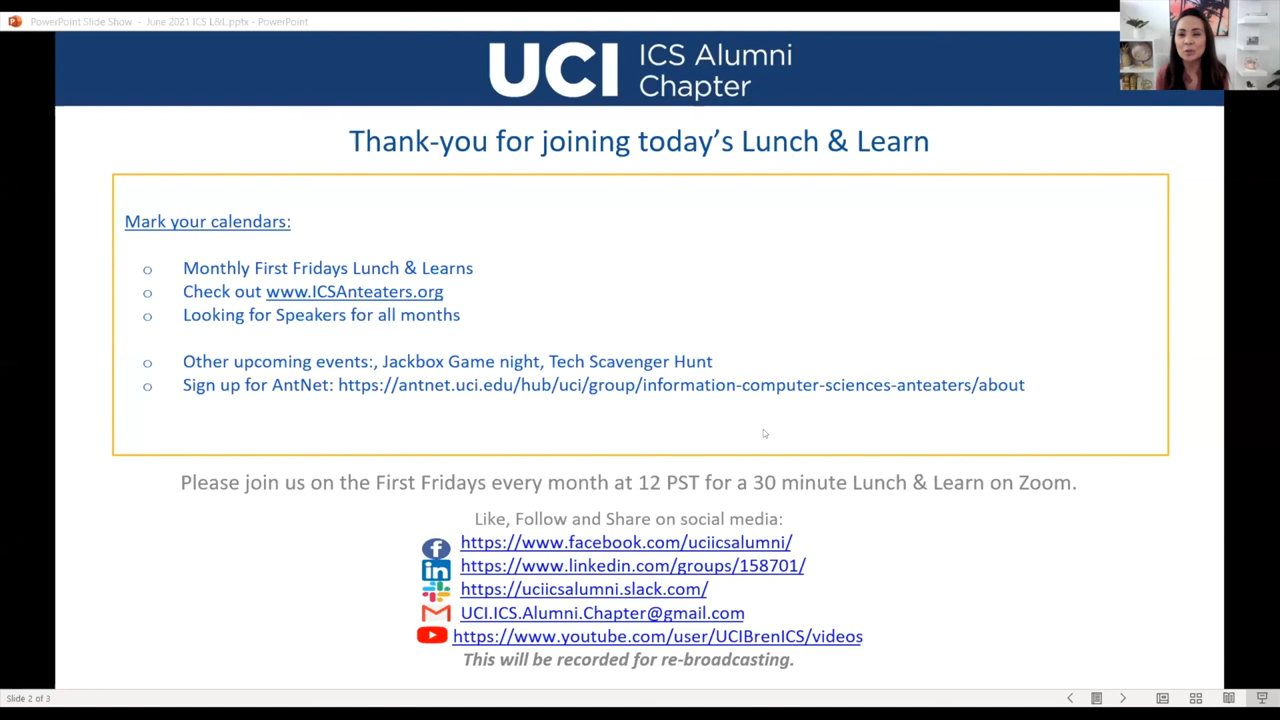 PowerPoint Slide Show - June 2021 ICS L&L.pptx - PowerPoint
UCI ICS Alumni
Chapter
Thank-you for joining today's Lunch & Learn
Mark your calendars:
o Monthly First Fridays Lunch & Learns
o Check out www.ICSAnteaters.org
o Looking for Speakers for all months
o Other upcoming events:, Jackbox Game night, Tech Scavenger Hunt
o Sign up for AntNet: https://antnet.uci.edu/hub/uci/group/information-computer-sciences-anteaters/about
Please join us on the First Fridays every month at 12 PST for a 30 minute Lunch & Learn on Zoom.
Like, Follow and Share on social media:
https://www.facebook.com/uciicsalumni/
https://www.linkedin.com/groups/158701/
https://uciicsalumni.slack.com/
UCI.ICS.Alumni.Chapter@gmail.com
https://www.youtube.com/user/UCIBrenICS/videos
This will be recorded for re-broadcasting.
Slide 2 of 3